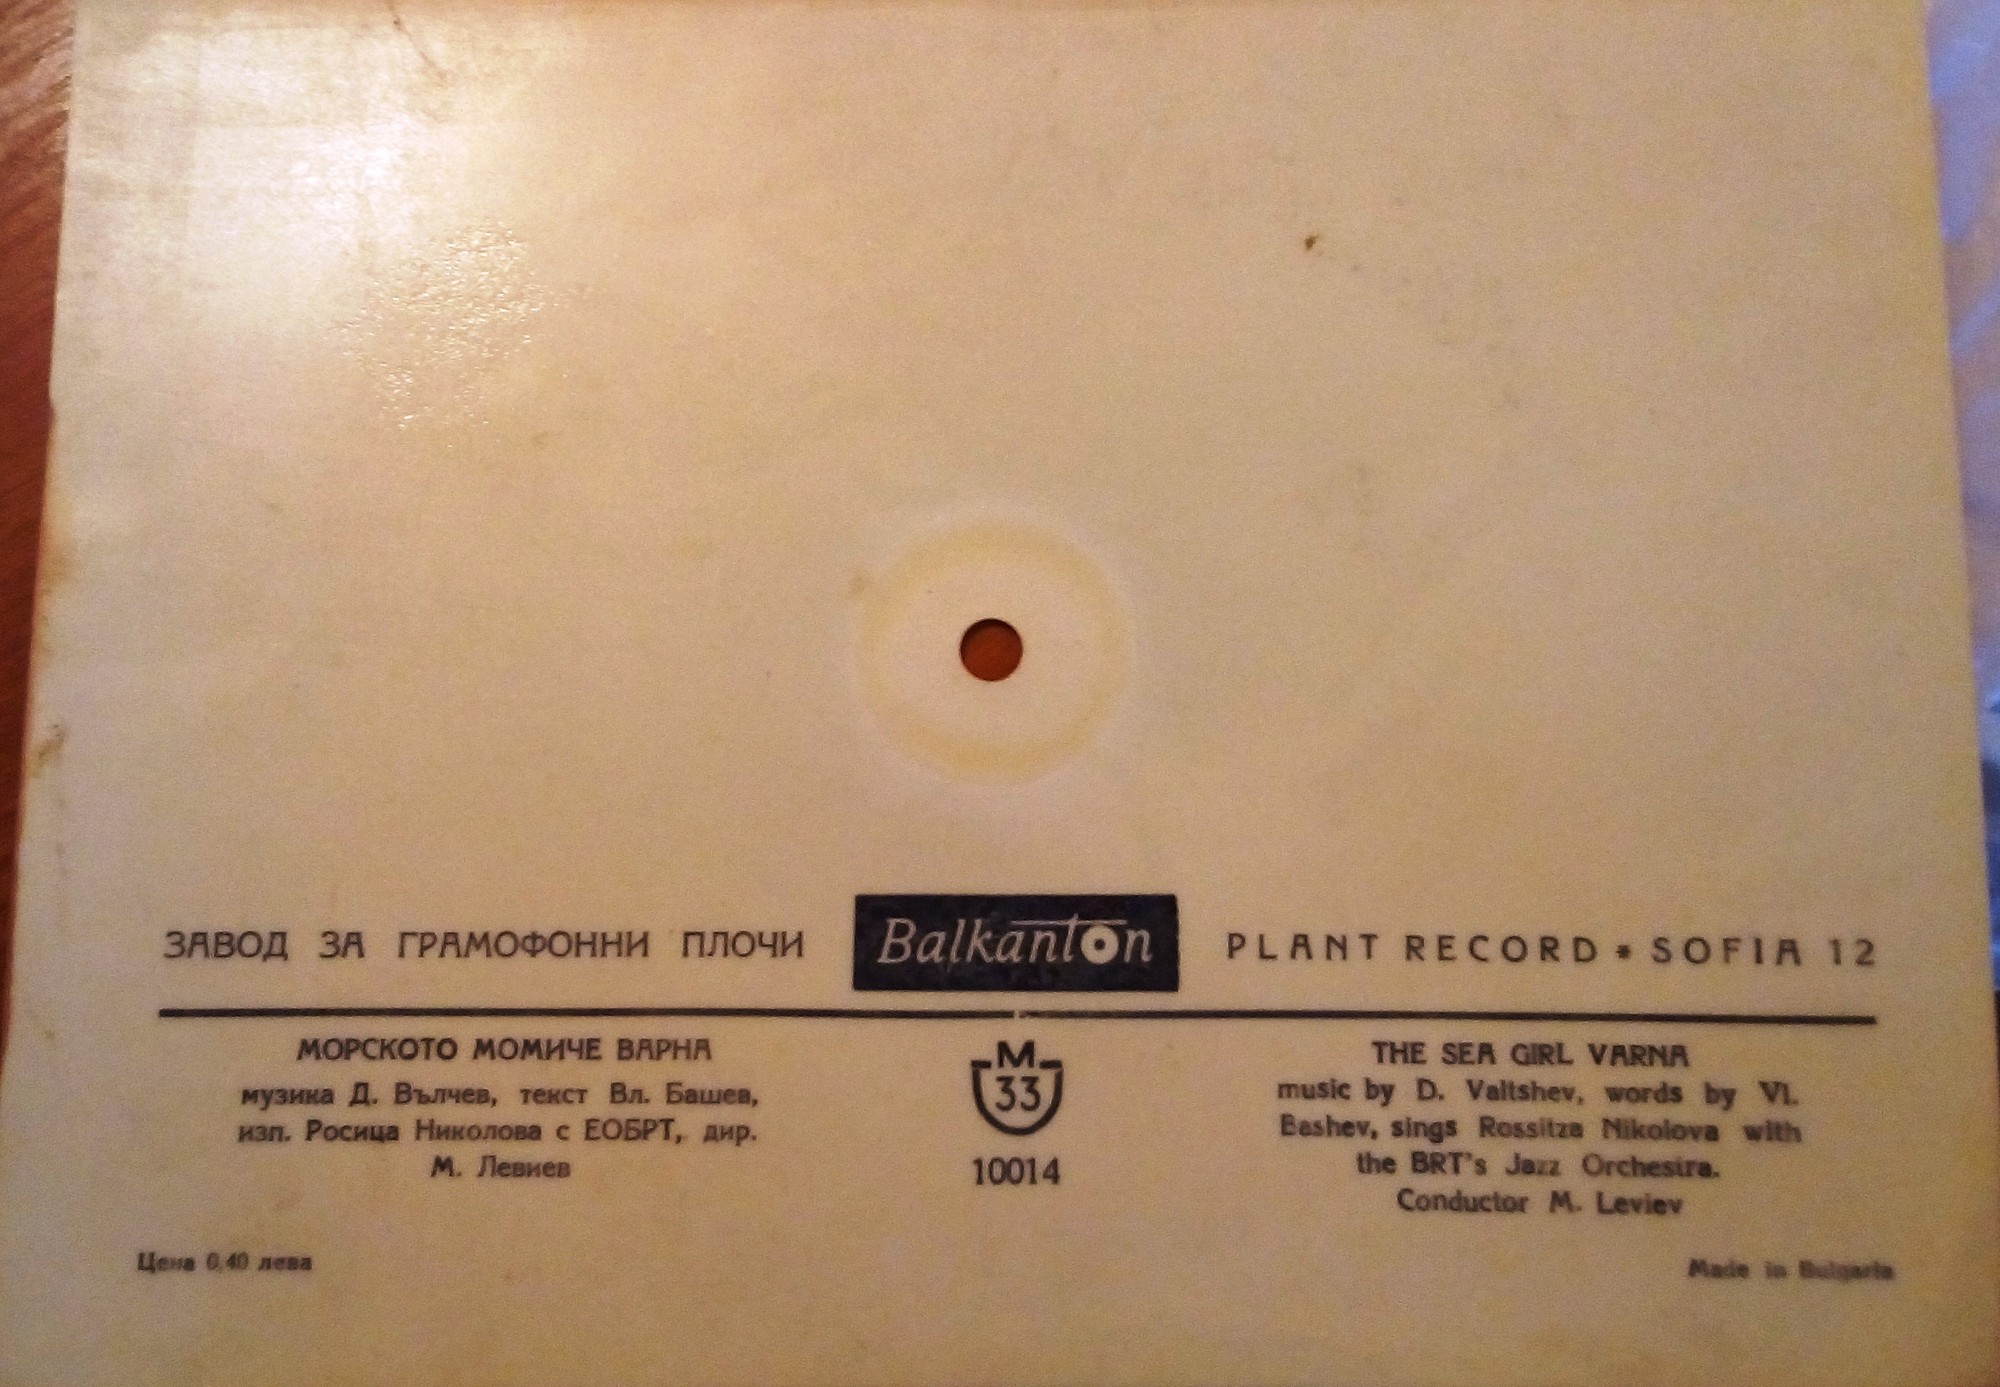 ЗАВОД ЗА ГРАМОФОННИ ПЛОЧИ
Balkanton
PLANT RECORD * SOFIA 12
МОРСКОТО МОМИЧЕ ВАРНА
музика Д. Вълчев, текст Вл. Башев,
изп. Росица Николова с ЕОБРТ, дир.
М. Левиев
М
33
10014
THE SEA GIRL VARNA
music by D. Valtshev, words by Vl.
Bashev, sings Rossitza Nikolova with
the BRT's Jazz Orchestra.
Conductor M. Leviev
Цена 0,40 лева
Made in Bulgaria